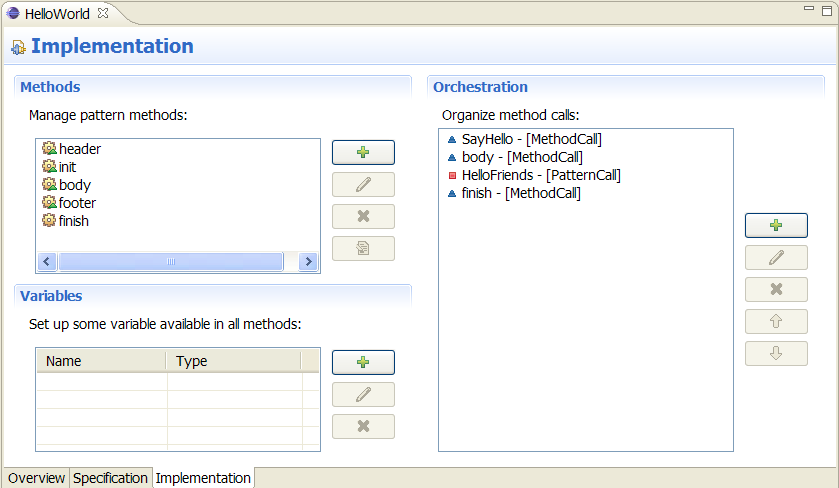 HelloWorld
Implementation
Methods
Manage pattern methods:
header
init
body
footer
finish
Variables
Set up some variable available in all methods:
Name Type
Orchestration
Organize method calls:
SayHello - [MethodCall]
body - [MethodCall]
HelloFriends - [PatternCall]
finish - [MethodCall]
Overview Specification Implementation